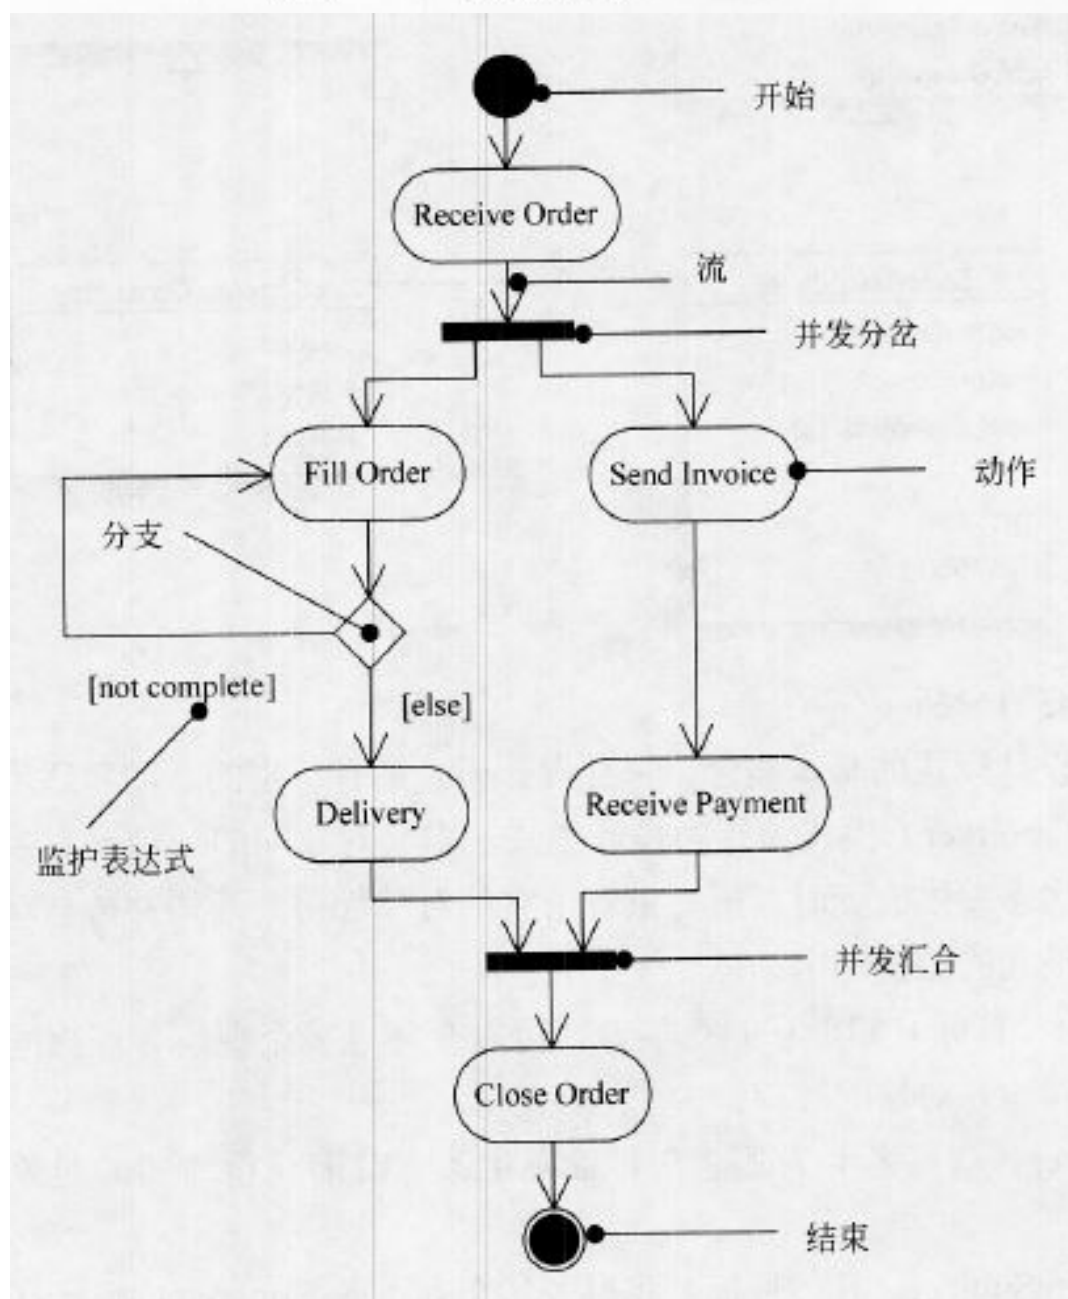 开始
Receive Order
流
并发分岔
Fill Order
Send Invoice
动作
分支
[not complete]
[else]
Delivery
Receive Payment
监护表达式
并发汇合
Close Order
结束